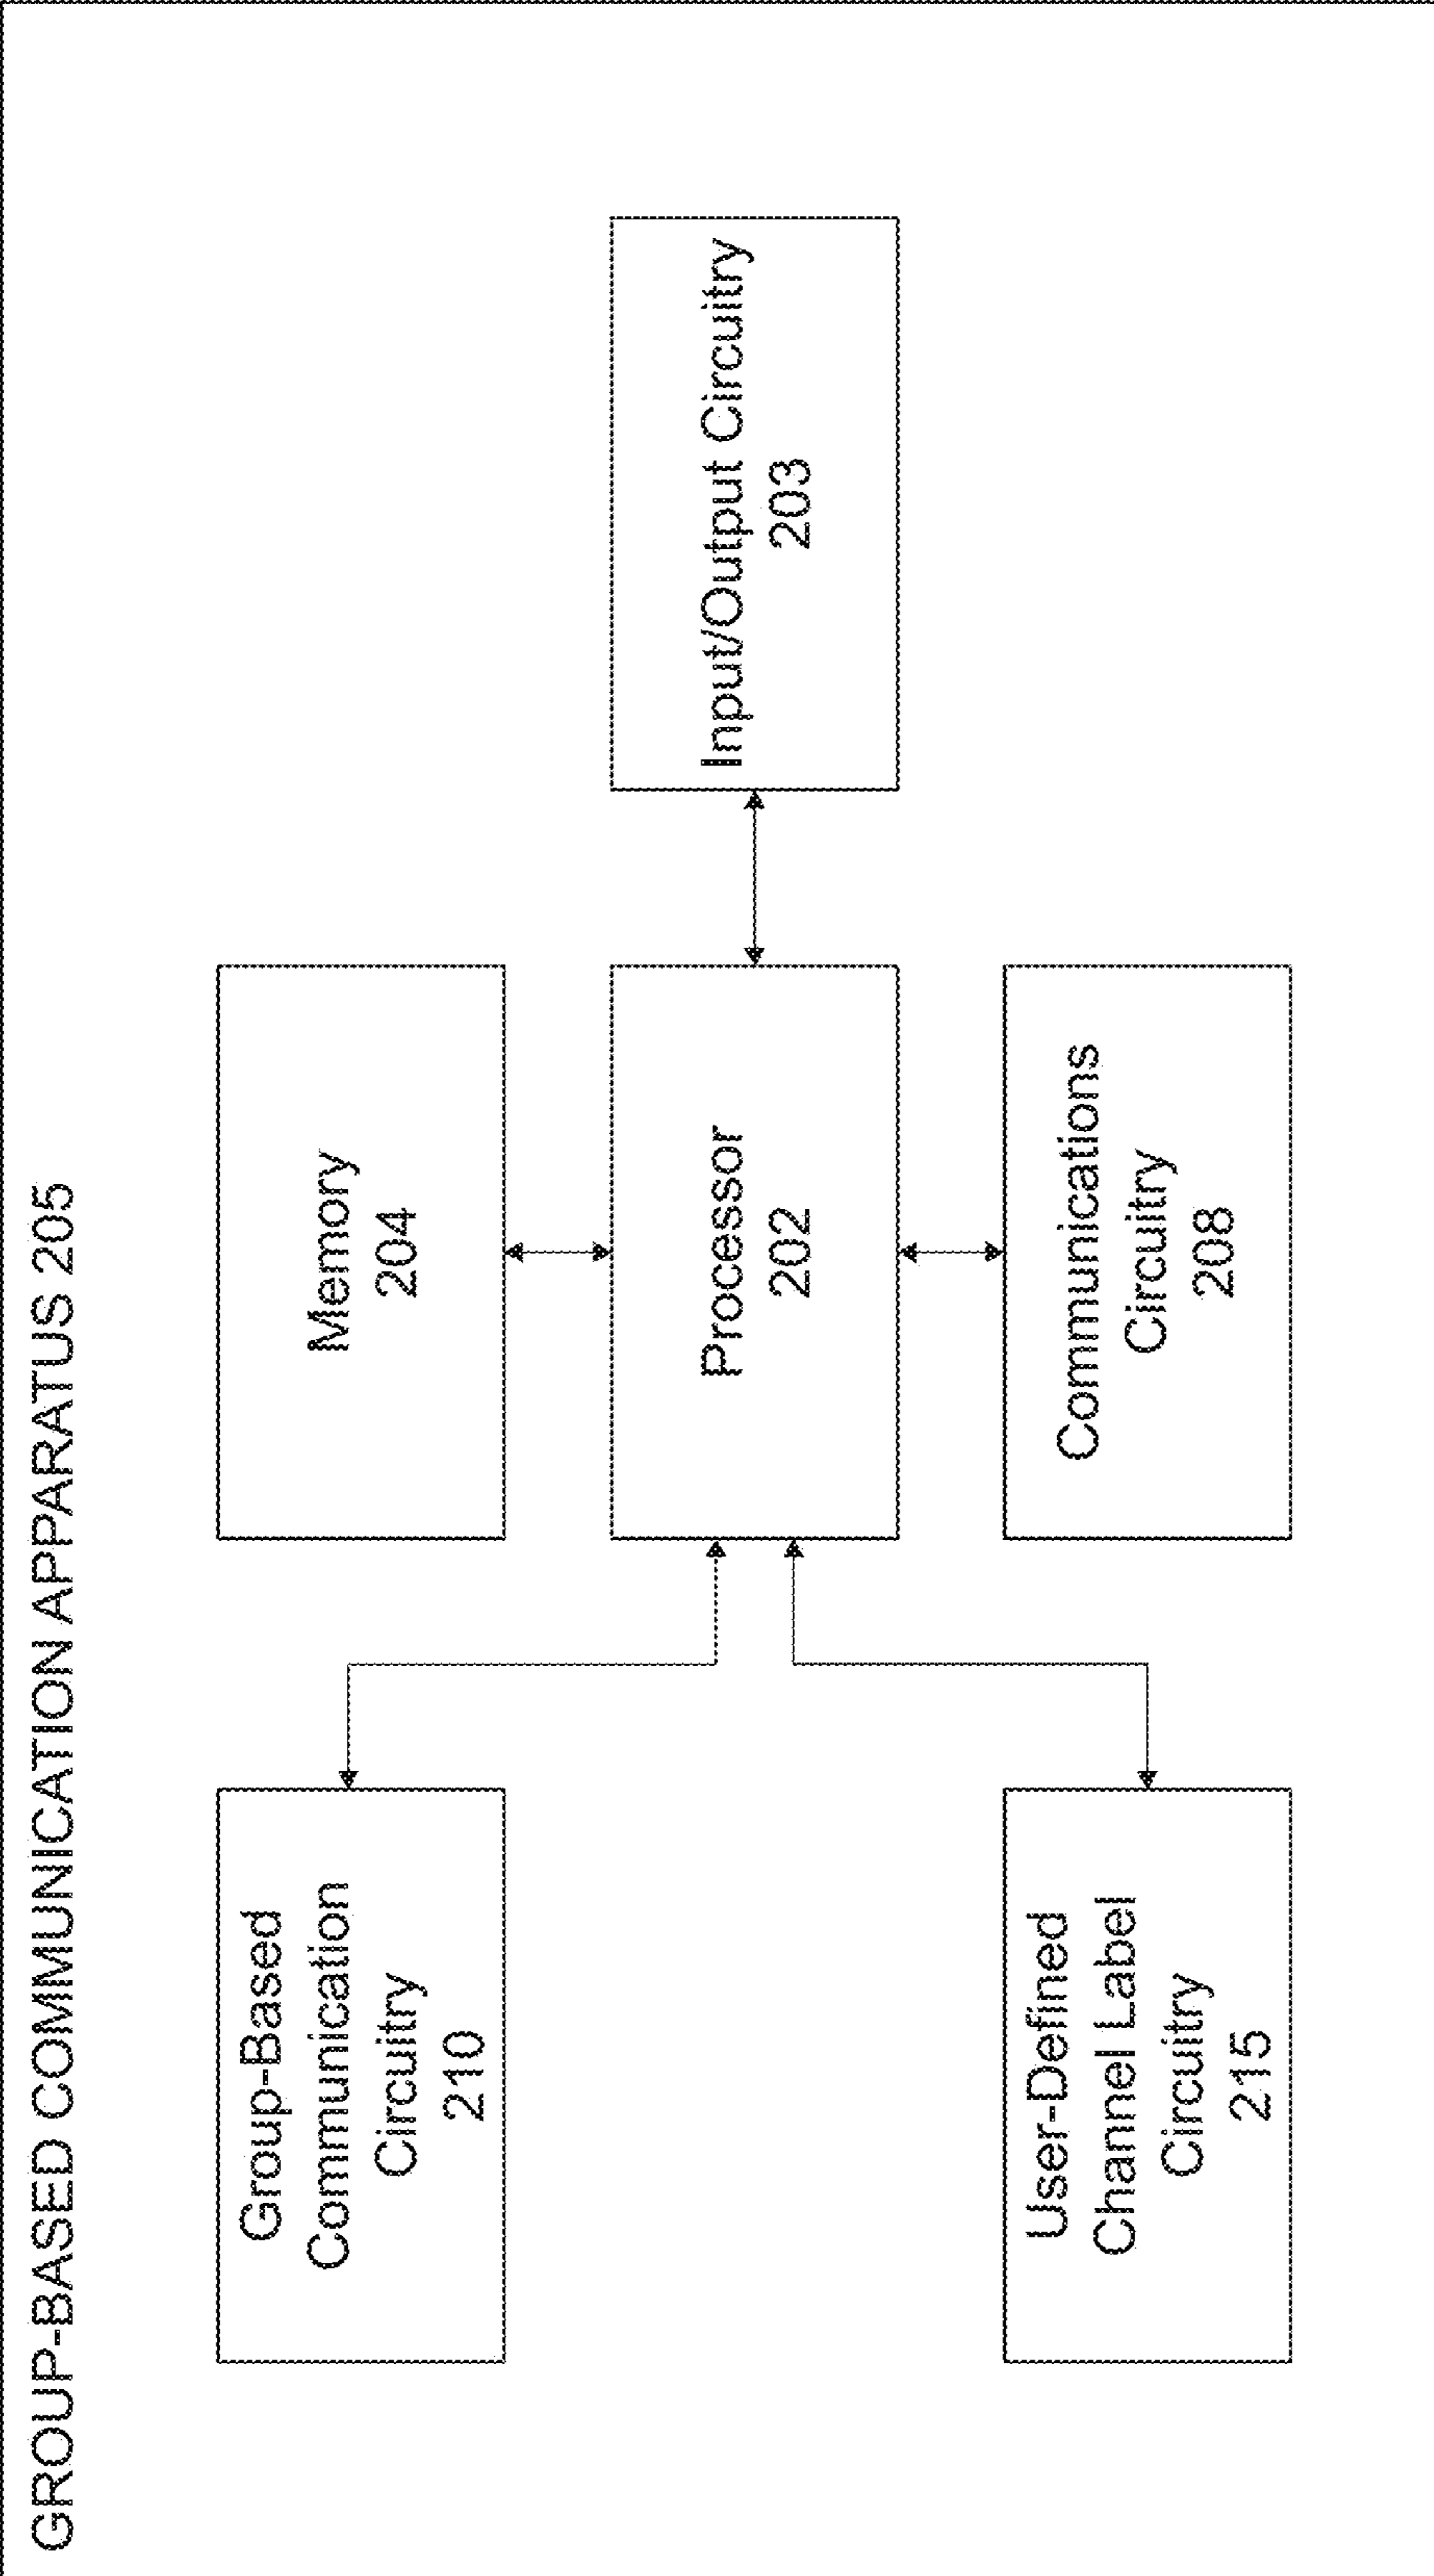 GROUP-BASED COMMUNICATION APPARATUS 205
Group-Based
Communication
Circuitry
210
Memory
204
Processor
202
Input/Output Circuitry
203
User-Defined
Channel Label
Circuitry
215
Communications
Circuitry
208